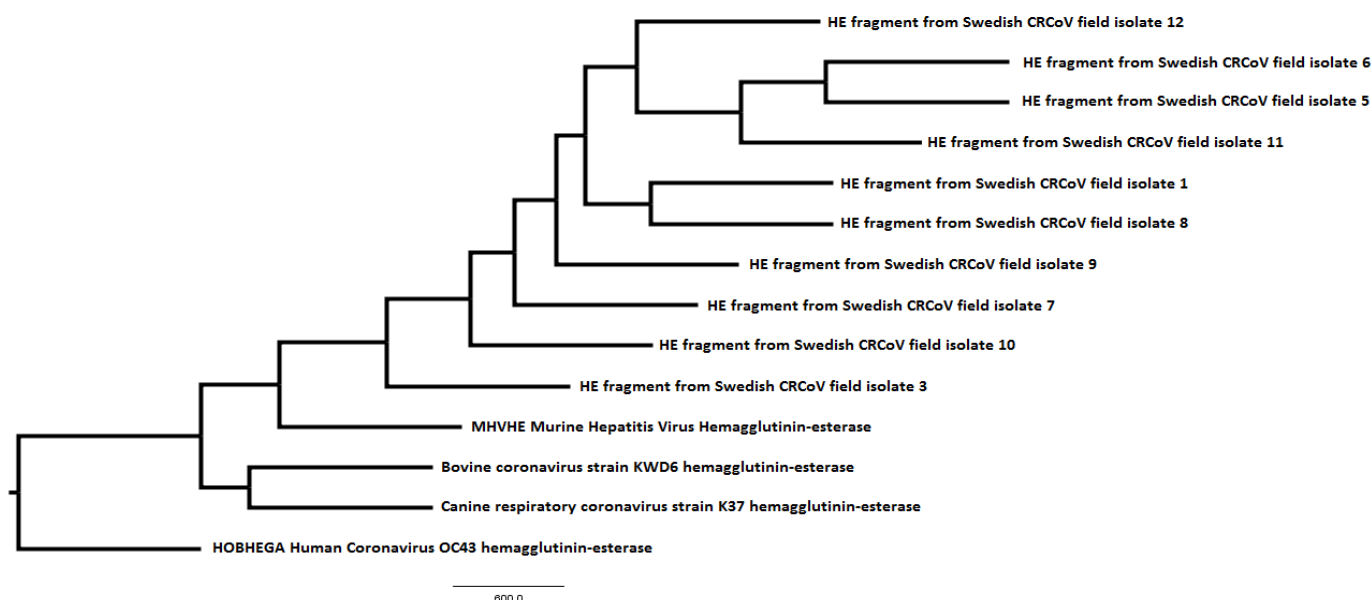 HE fragment from Swedish CRCoV field isolate 12
HE fragment from Swedish CRCoV field isolate 6
HE fragment from Swedish CRCoV field isolate 5
HE fragment from Swedish CRCoV field isolate 11
HE fragment from Swedish CRCoV field isolate 1
HE fragment from Swedish CRCoV field isolate 8
HE fragment from Swedish CRCoV field isolate 9
HE fragment from Swedish CRCoV field isolate 7
HE fragment from Swedish CRCoV field isolate 10
HE fragment from Swedish CRCoV field isolate 3
MHVHE Murine Hepatitis Virus Hemagglutinin-esterase
Bovine coronavirus strain KWD6 hemagglutinin-esterase
Canine respiratory coronavirus strain K37 hemagglutinin-esterase
HOBHEGA Human Coronavirus OC43 hemagglutinin-esterase
600.0